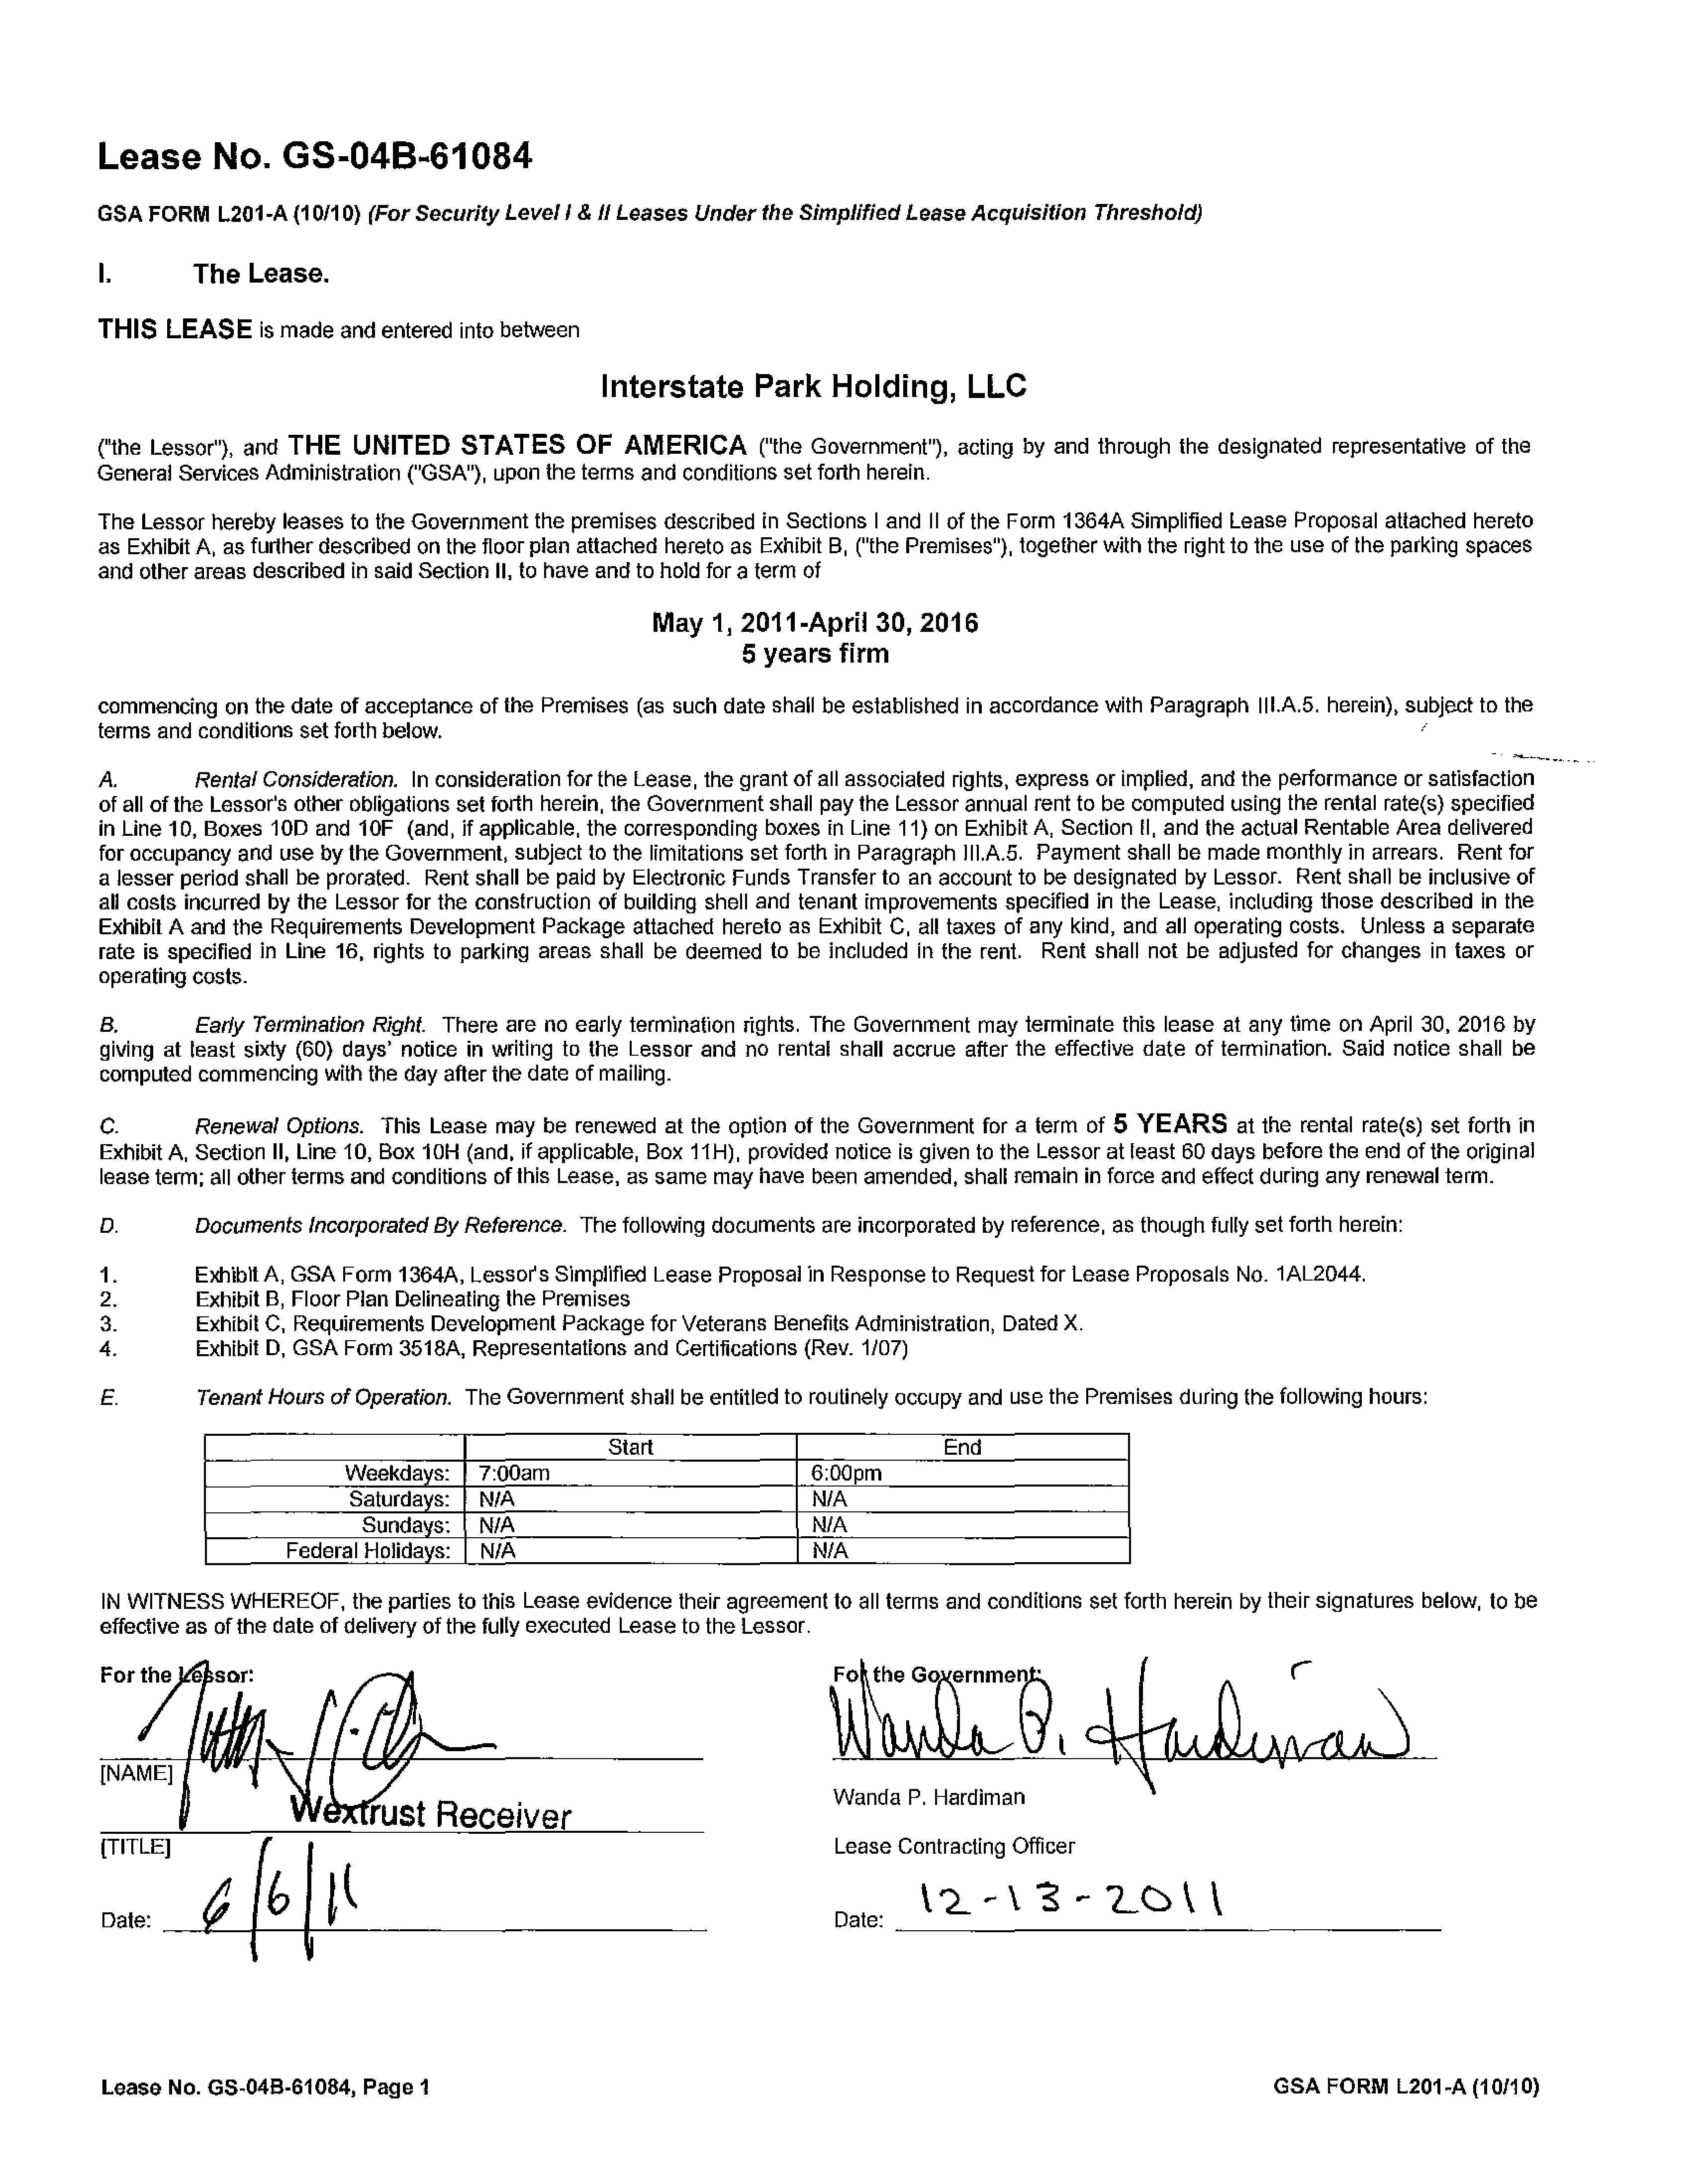 Lease No. GS-04B-61084
GSA FORM L201-A (10/10) (For Security Level I & II Leases Under the Simplified Lease Acquisition Threshold)
I. The Lease.
THIS LEASE is made and entered into between
Interstate Park Holding, LLC
("the Lessor"), and THE UNITED STATES OF AMERICA ("the Government"), acting by and through the designated representative of the
General Services Administration ("GSA"), upon the terms and conditions set forth herein.
The Lessor hereby leases to the Government the premises described in Sections I and II of the Form 1364A Simplified Lease Proposal attached hereto
as Exhibit A, as further described on the floor plan attached hereto as Exhibit B, ("the Premises"), together with the right to the use of the parking spaces
and other areas described in said Section II, to have and to hold for a term of
May 1, 2011-April 30, 2016
5 years firm
commencing on the date of acceptance of the Premises (as such date shall be established in accordance with Paragraph III.A.5. herein), subject to the
terms and conditions set forth below.
A. Rental Consideration. In consideration for the Lease, the grant of all associated rights, express or implied, and the performance or satisfaction
of all of the Lessor's other obligations set forth herein, the Government shall pay the Lessor annual rent to be computed using the rental rate(s) specified
in Line 10, Boxes 10D and 10F (and, if applicable, the corresponding boxes in Line 11) on Exhibit A, Section II, and the actual Rentable Area delivered
for occupancy and use by the Government, subject to the limitations set forth in Paragraph III.A.5. Payment shall be made monthly in arrears. Rent for
a lesser period shall be prorated. Rent shall be paid by Electronic Funds Transfer to an account to be designated by Lessor. Rent shall be inclusive of
all costs incurred by the Lessor for the construction of building shell and tenant improvements specified in the Lease, including those described in the
Exhibit A and the Requirements Development Package attached hereto as Exhibit C, all taxes of any kind, and all operating costs. Unless a separate
rate is specified in Line 16, rights to parking areas shall be deemed to be included in the rent. Rent shall not be adjusted for changes in taxes or
operating costs.
B. Early Termination Right. There are no early termination rights. The Government may terminate this lease at any time on April 30, 2016 by
giving at least sixty (60) days' notice in writing to the Lessor and no rental shall accrue after the effective date of termination. Said notice shall be
computed commencing with the day after the date of mailing.
C. Renewal Options. This Lease may be renewed at the option of the Government for a term of 5 YEARS at the rental rate(s) set forth in
Exhibit A, Section II, Line 10, Box 10H (and, if applicable, Box 11H), provided notice is given to the Lessor at least 60 days before the end of the original
lease term; all other terms and conditions of this Lease, as same may have been amended, shall remain in force and effect during any renewal term.
D. Documents Incorporated By Reference. The following documents are incorporated by reference, as though fully set forth herein:
1. Exhibit A, GSA Form 1364A, Lessor's Simplified Lease Proposal in Response to Request for Lease Proposals No. 1AL2044.
2. Exhibit B, Floor Plan Delineating the Premises
3. Exhibit C, Requirements Development Package for Veterans Benefits Administration, Dated X.
4. Exhibit D, GSA Form 3518A, Representations and Certifications (Rev. 1/07)
E. Tenant Hours of Operation. The Government shall be entitled to routinely occupy and use the Premises during the following hours:
Start End
Weekdays: 7:00am 6:00pm
Saturdays: N/A N/A
Sundays: N/A N/A
Federal Holidays: N/A N/A
IN WITNESS WHEREOF, the parties to this Lease evidence their agreement to all terms and conditions set forth herein by their signatures below, to be
effective as of the date of delivery of the fully executed Lease to the Lessor.
For the Lessor: For the Government:
Wanda P. Hardiman
[NAME]
Wanda P. Hardiman
Wextrust Receiver
[TITLE] Lease Contracting Officer
Date: 6/6/11 Date: 12-13-2011
Lease No. GS-04B-61084, Page 1 GSA FORM L201-A (10/10)